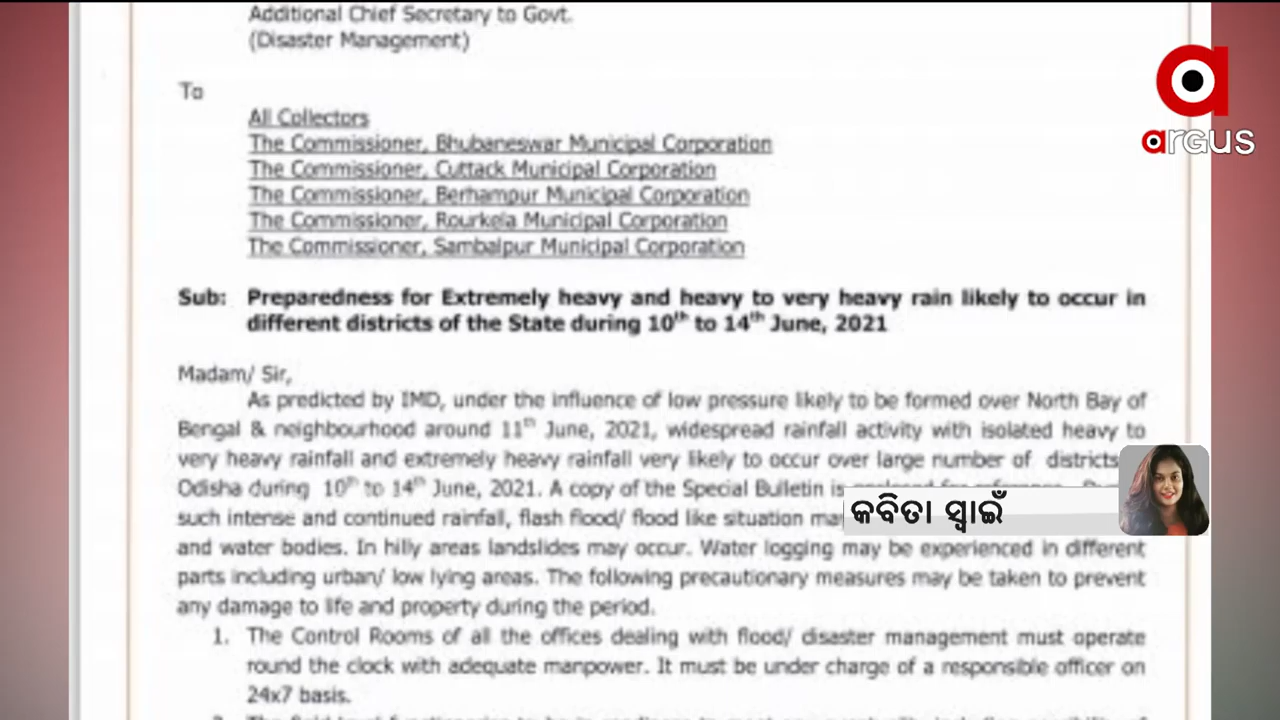 Additional Chief Secretary to Govt.
(Disaster Management)
To
All Collectors
The Commissioner, Bhubaneswar Municipal Corporation
The Commissioner, Cuttack Municipal Corporation
The Commissioner, Berhampur Municipal Corporation
The Commissioner, Rourkela Municipal Corporation
The Commissioner, Sambalpur Municipal Corporation
Sub: Preparedness for Extremely heavy and heavy to very heavy rain likely to occur in
different districts of the State during 10th to 14th June, 2021
Madam/ Sir,
As predicted by IMD, under the influence of low pressure likely to be formed over North Bay of
Bengal & neighbourhood around 11th June, 2021, widespread rainfall activity with isolated heavy to
very heavy rainfall and extremely heavy rainfall very likely to occur over large number of districts
Odisha during 10th to 14th June, 2021. A copy of the Special Bulletin is
such intense and continued rainfall, flash flood/ flood like situation
and water bodies. In hilly areas landslides may occur. Water logging may be experienced in different
parts including urban/ low lying areas. The following precautionary measures may be taken to prevent
any damage to life and property during the period.
1. The Control Rooms of all the offices dealing with flood/ disaster management must operate
round the clock with adequate manpower. It must be under charge of a responsible officer on
24x7 basis.
argus
କବିତା ସ୍ୱାଇଁ